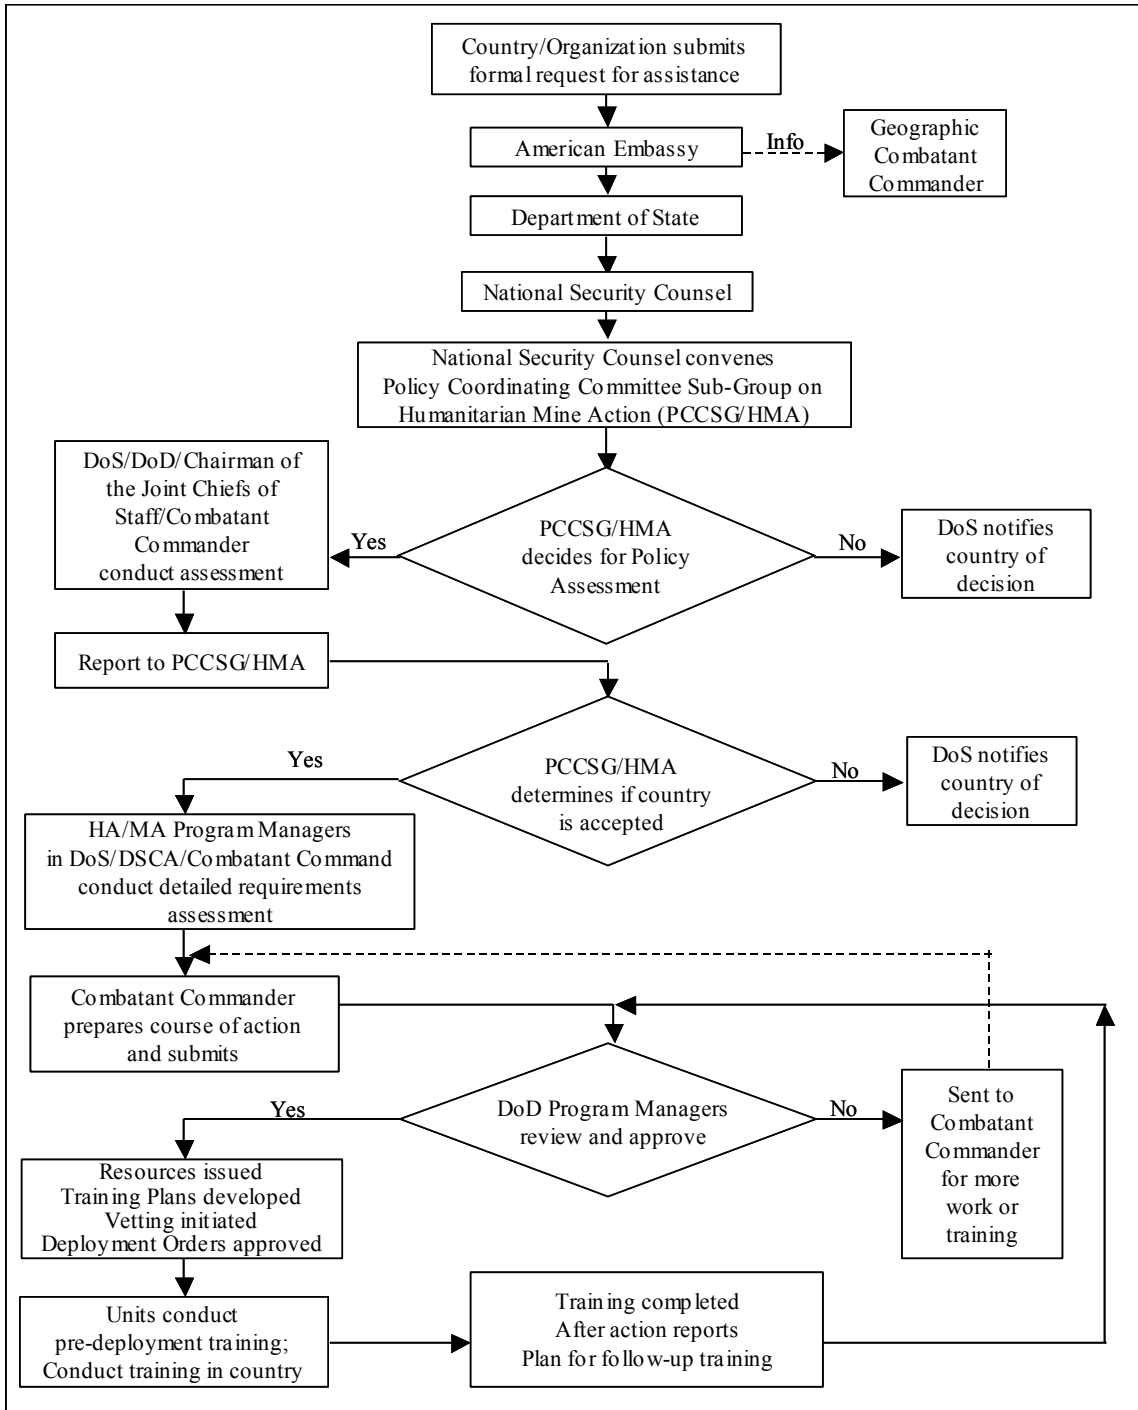 Country/Organization submits
formal request for assistance
American Embassy
Info
Geographic
Combatant
Commander
Department of State
National Security Counsel
National Security Counsel convenes
Policy Coordinating Committee Sub-Group on
Humanitarian Mine Action (PCCSG/HMA)
DoS/DoD/Chairman of
the Joint Chiefs of
Staff/Combatant
Commander
conduct assessment
Yes
PCCSG/HMA
decides for Policy
Assessment
No
DoS notifies
country of
decision
Report to PCCSG/HMA
Yes
PCCSG/HMA
determines if country
is accepted
No
DoS notifies
country of
decision
HA/MA Program Managers
in DoS/DSCA/Combatant Command
conduct detailed requirements
assessment
Combatant Commander
prepares course of action
and submits
Yes
DoD Program Managers
review and approve
No
Sent to
Combatant
Commander
for more
work or
training
Resources issued
Training Plans developed
Vetting initiated
Deployment Orders approved
Units conduct
pre-deployment training;
Conduct training in country
Training completed
After action reports
Plan for follow-up training